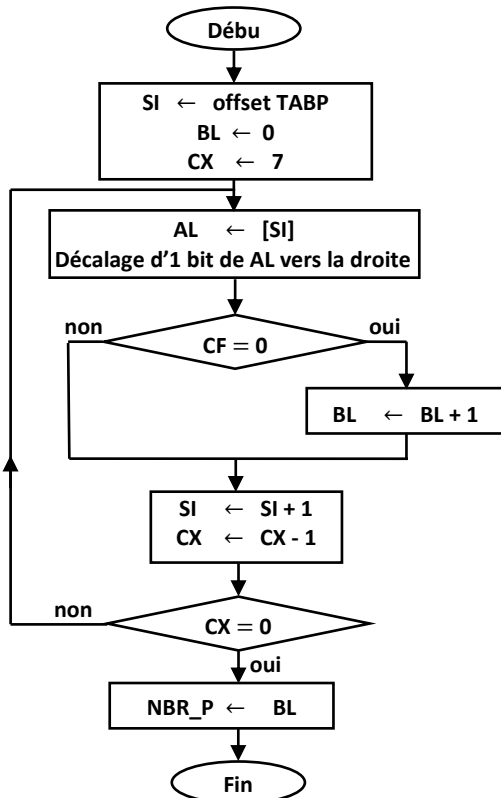 Débu
SI ← offset TABP
BL ← 0
CX ← 7
AL ← [SI]
Décalage d'1 bit de AL vers la droite
non
oui
CF = 0
BL ← BL + 1
SI ← SI + 1
CX ← CX - 1
non
CX = 0
oui
NBR_P ← BL
Fin